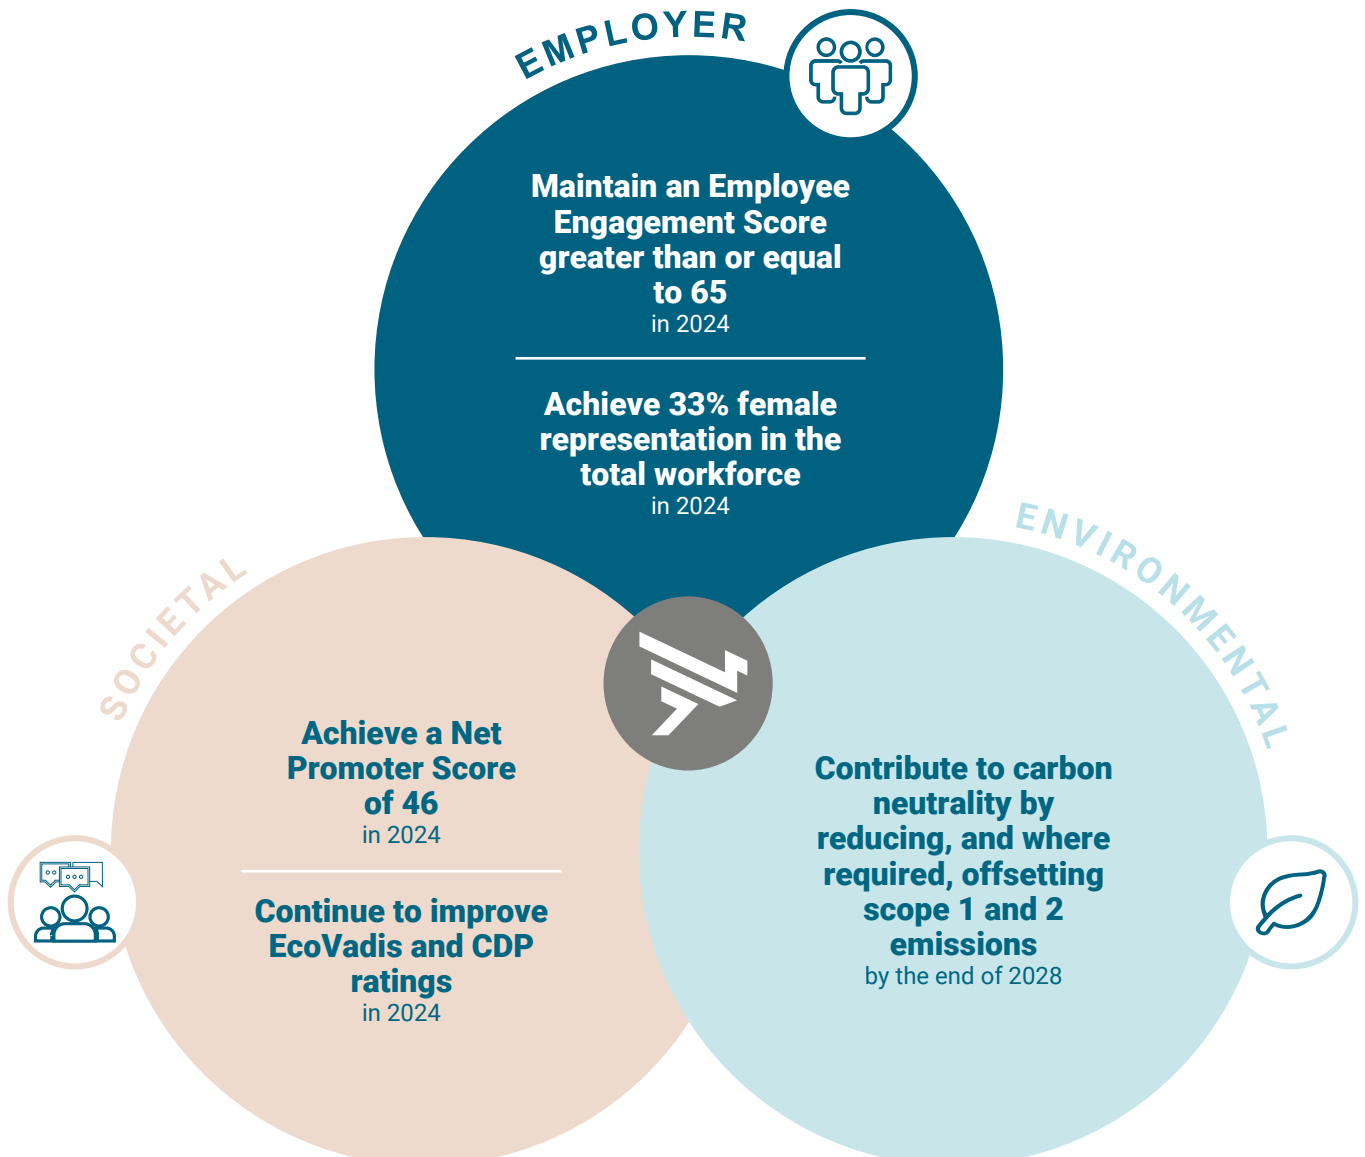 EMPLOYER
Maintain an Employee
Engagement Score
greater than or equal
to 65
in 2024
Achieve 33% female
representation in the
total workforce
in 2024
SOCIETAL
Achieve a Net
Promoter Score
of 46
in 2024
Continue to improve
EcoVadis and CDP
ratings
in 2024
ENVIRONMENTAL
Contribute to carbon
neutrality by
reducing, and where
required, offsetting
scope 1 and 2
emissions
by the end of 2028